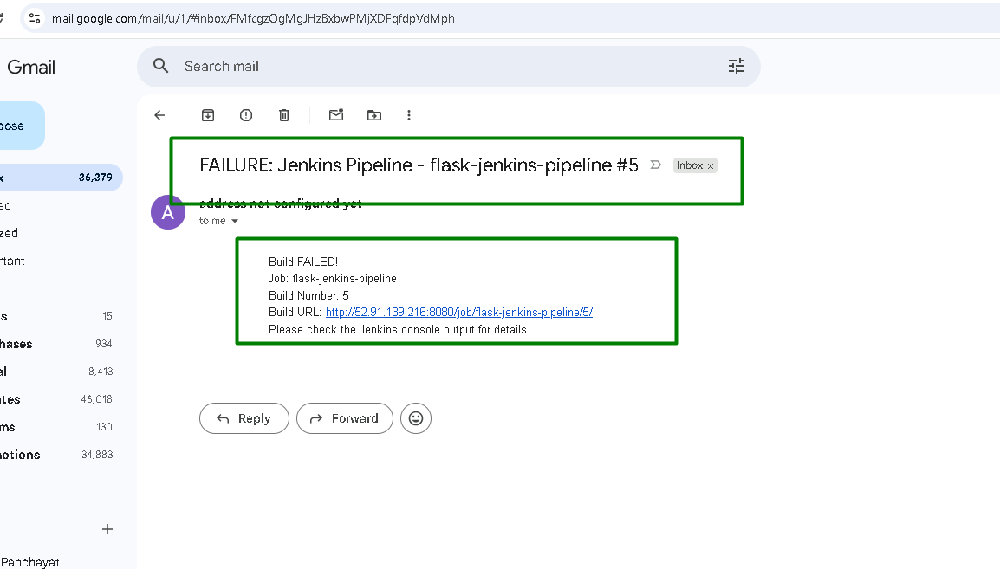 mail.google.com/mail/u/1/#inbox/FMfcgzQgMgJHzBxbwPMjXDFqfdpVdMph
Gmail
Search mail
pose
x 36,379
ed
zed
rtant
s 15
hases 934
al 8,413
ates 46,018
ms 130
notions 34,883
Panchayat
FAILURE: Jenkins Pipeline - flask-jenkins-pipeline #5
Inbox x
A
address not configured yet
to me
Build FAILED!
Job: flask-jenkins-pipeline
Build Number: 5
Build URL: http://52.91.139.216:8080/job/flask-jenkins-pipeline/5/
Please check the Jenkins console output for details.
Reply
Forward